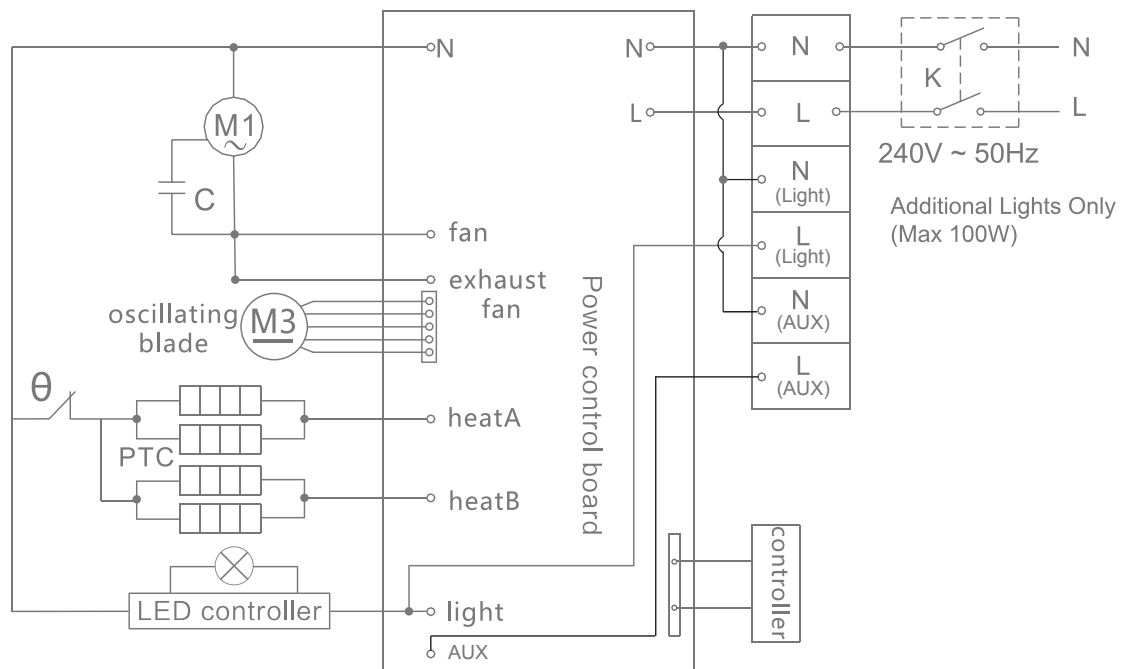 N
N
N
N
K
L
L
L
M1
C
240V ~ 50Hz
N
(Light)
Additional Lights Only
(Max 100W)
fan
L
(Light)
exhaust
fan
Power control board
oscillating
blade
M3
N
(AUX)
L
(AUX)
θ
heatA
PTC
heatB
controller
LED controller
light
AUX